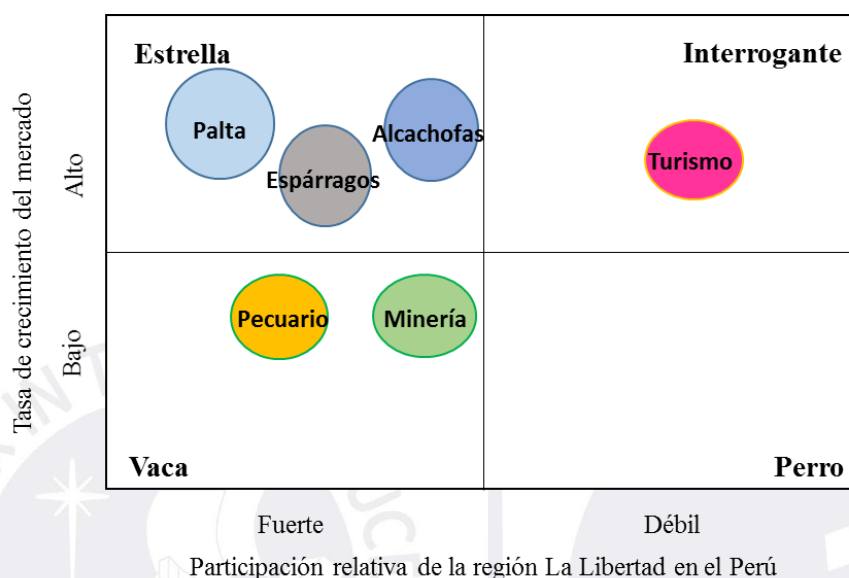 Estrella
Interrogante
Palta
Alcachofas
Espárragos
Turismo
Tasa de crecimiento del mercado
Alto
Pecuario
Minería
Bajo
Vaca
Perro
Fuerte
Débil
Participación relativa de la región La Libertad en el Perú